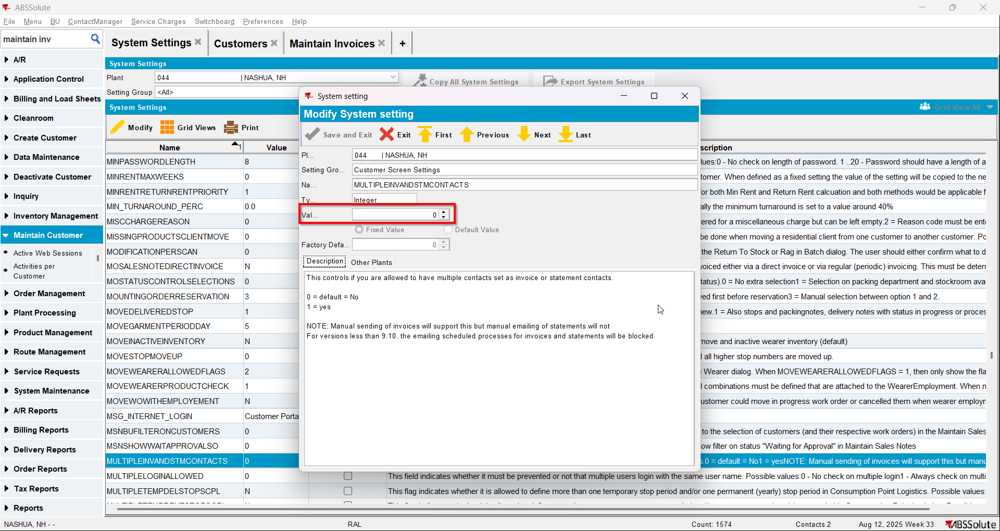 ABSSolute
File Menu BU ContactManager Service Charges Switchboard Preferences Help
maintain inv
System Settings
Customers
Maintain Invoices
+
A/R
Application Control
Billing and Load Sheets
Cleanroom
Create Customer
Data Maintenance
Deactivate Customer
Inquiry
Inventory Management
Maintain Customer
Active Web Sessions
Activities per
Customer
Order Management
Plant Processing
Product Management
Route Management
Service Requests
System Maintenance
A/R Reports
Billing Reports
Delivery Reports
Order Reports
Tax Reports
Reports
System Settings
Plant 044 | NASHUA, NH
Copy All System Settings Export System Settings
Setting Group <All>
System Settings
Grid View All
Modify Grid Views Print
Name 1 Value scription
MINPASSWORDLENGTH 8 lues:0 - No check on length of password. 1 ..20 - Password should have a length of a
MINRENTMAXWEEKS 0 tomer. When defined as a fixed setting the value of the setting will be copied to the ne
MINRENTRETURNRENTPRIORITY 1 or both Min Rent and Return Rent calcuation and both methods would be applicable f
MIN_TURNAROUND_PERC 0.0 ally the minimum turnaround is set to a value around 40%
MISCCHARGEREASON 0 ered for a miscellaneous charge but can be left empty.2 = Reason code must be ent
MISSINGPRODUCTSCLIENTMOVE 0 be done when moving a residential client from one customer to another customer. Po
MODIFICATIONPERSCAN 0 the Return To Stock or Rag in Batch dialog. The user should either confirm what to d
MOSALESNOTEDIRECTINVOICE N voiced either via a direct invoice or via regular (periodic) invoicing. This must be deter
MOSTATUSCONTROLSELECTIONS 0 tatus).0 = No extra selection1 = Selection on packing department and stockroom ava
MOUNTINGORDERRESERVATION 3 ved first before reservation3 = Manual selection between option 1 and 2.
MOVEDELIVEREDSTOP 1 new.1 = Also stops and packingnotes, delivery notes with status in progress or proces
MOVEGARMENTPERIODDAY 5
MOVEINACTIVEINVENTORY N move and inactive wearer inventory (default)
MOVESTOPMOVEUP 0 all higher stop numbers are moved up.
MOVEWEARERALLOWEDFLAGS 2 Wearer dialog. When MOVEWEARERALLOWEDFLAGS = 1, then only show the fla
MOVEWEARERPRODUCTCHECK 1 combinations must be defined that are attached to the WearerEmployment. When n
MOVEWOWITHEMPLOYEMENT N ustomer could move in progress work order or cancelled them when wearer employn
MSG_INTERNET_LOGIN Customer Porta
MSNBUFILTERONCUSTOMERS 0 to the selection of customers (and their respective work orders) in the Maintain Sales
MSNSHOWWAITAPPROVALSO 0 ow filter on status "Waiting for Approval" in Maintain Sales Notes
MULTIPLEINVANDSTMCONTACTS 0 s.0 = default = No1 = yesNOTE: Manual sending of invoices will support this but manu
MULTIPLELOGINALLOWED 0 This field indicates whether it must be prevented or not that multiple users login with the same user name. Possible values:0 - No check on multiple login1 - Always check on multi
MULTIPLETEMPDELSTOPSCPL N This flag indicates whether it is allowed to define more than one temporary stop period and/or one permanent (yearly) stop period in Consumption Point Logistics. Possible values:
System setting
Modify System setting
Save and Exit Exit First Previous Next Last
Pl... 044 | NASHUA, NH
Setting Gro... Customer Screen Settings
Na... MULTIPLEINVANDSTMCONTACTS
Ty... Integer
Val... 0
Fixed Value Default Value
Factory Defa... 0
Description Other Plants
This controls if you are allowed to have multiple contacts set as invoice or statement contacts.
0 = default = No
1 = yes
NOTE: Manual sending of invoices will support this but manual emailing of statements will not
For versions less than 9.10. the emailing scheduled processes for invoices and statements will be blocked
NASHUA, NH - - RAL Count: 1574 Contacts 2 Aug 12, 2025 Week 33 ABSSolute